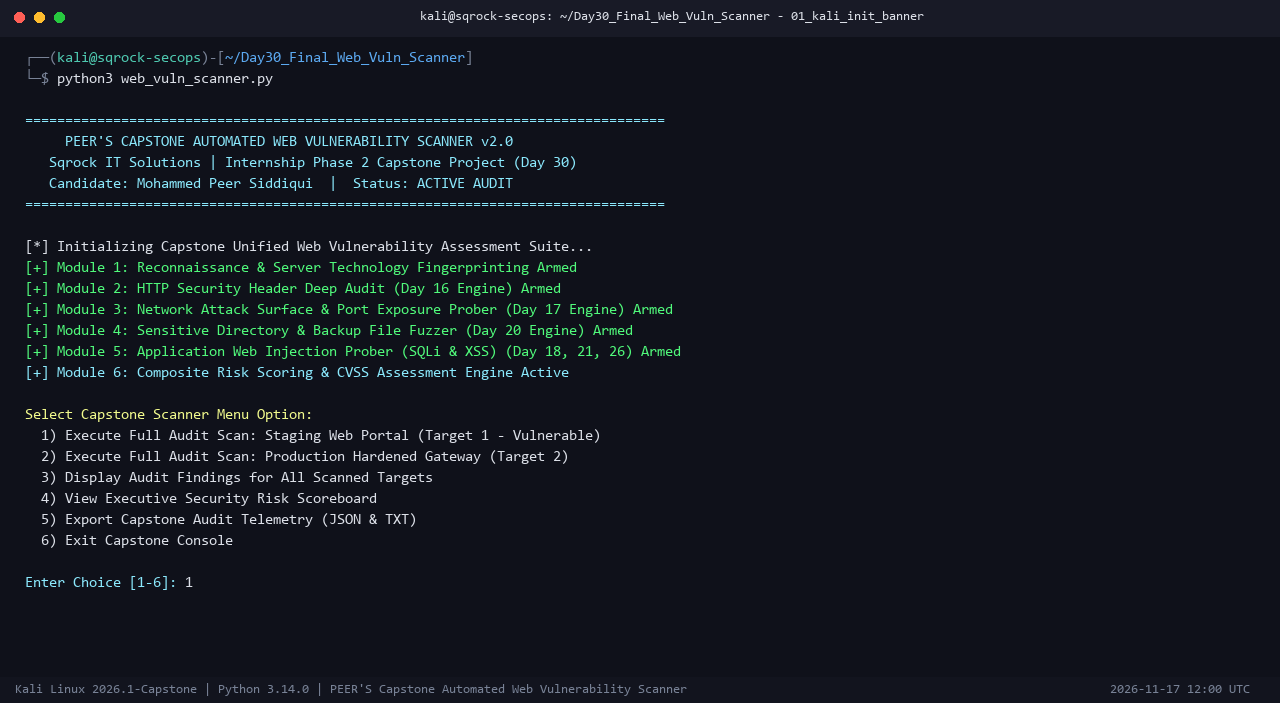 kali@sqrock-secops: ~/Day30_Final_Web_Vuln_Scanner - 01_kali_init_banner
┌──(kali@sqrock-secops)-[~/Day30_Final_Web_Vuln_Scanner]
└─$ python3 web_vuln_scanner.py
================================================================================
PEER'S CAPSTONE AUTOMATED WEB VULNERABILITY SCANNER v2.0
Sqrock IT Solutions | Internship Phase 2 Capstone Project (Day 30)
Candidate: Mohammed Peer Siddiqui | Status: ACTIVE AUDIT
================================================================================
[*] Initializing Capstone Unified Web Vulnerability Assessment Suite...
[+] Module 1: Reconnaissance & Server Technology Fingerprinting Armed
[+] Module 2: HTTP Security Header Deep Audit (Day 16 Engine) Armed
[+] Module 3: Network Attack Surface & Port Exposure Prober (Day 17 Engine) Armed
[+] Module 4: Sensitive Directory & Backup File Fuzzer (Day 20 Engine) Armed
[+] Module 5: Application Web Injection Prober (SQLi & XSS) (Day 18, 21, 26) Armed
[+] Module 6: Composite Risk Scoring & CVSS Assessment Engine Active
Select Capstone Scanner Menu Option:
1) Execute Full Audit Scan: Staging Web Portal (Target 1 - Vulnerable)
2) Execute Full Audit Scan: Production Hardened Gateway (Target 2)
3) Display Audit Findings for All Scanned Targets
4) View Executive Security Risk Scoreboard
5) Export Capstone Audit Telemetry (JSON & TXT)
6) Exit Capstone Console
Enter Choice [1-6]: 1
Kali Linux 2026.1-Capstone | Python 3.14.0 | PEER'S Capstone Automated Web Vulnerability Scanner
2026-11-17 12:00 UTC